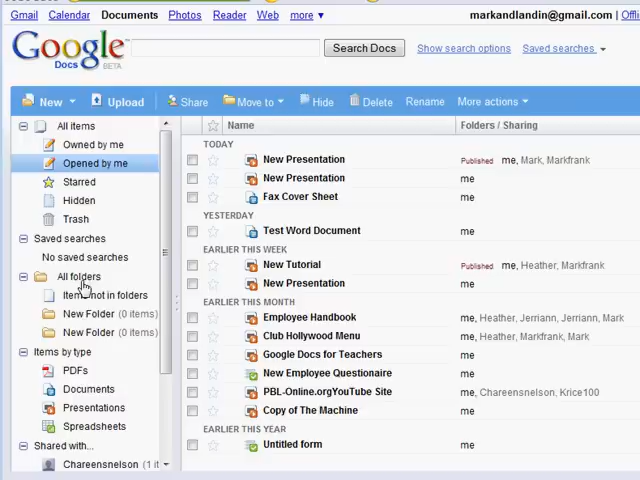 Gmail Calendar Documents Photos Reader Web more ▼ markandlandin@gmail.com | Offli
Google Docs BETA Search Docs Show search options Saved searches
New Upload Share Move to Hide Delete Rename More actions
All items Name Folders / Sharing
Owned by me
Opened by me
Starred
Hidden
Trash
Saved searches
No saved searches
All folders
Items not in folders
New Folder (0 items)
New Folder (0 items)
Items by type
PDFs
Documents
Presentations
Spreadsheets
Shared with...
Chareensnelson (1 it
TODAY
New Presentation Published me, Mark, Markfrank
New Presentation me
Fax Cover Sheet me
YESTERDAY
Test Word Document me
EARLIER THIS WEEK
New Tutorial Published me, Heather, Markfrank
New Presentation me
EARLIER THIS MONTH
Employee Handbook me, Heather, Jerriann, Jerriann, Mark
Club Hollywood Menu me, Heather, Markfrank, Mark
Google Docs for Teachers me
New Employee Questionaire me
PBL-Online.orgYouTube Site me, Chareensnelson, Krice100
Copy of The Machine me
EARLIER THIS YEAR
Untitled form me